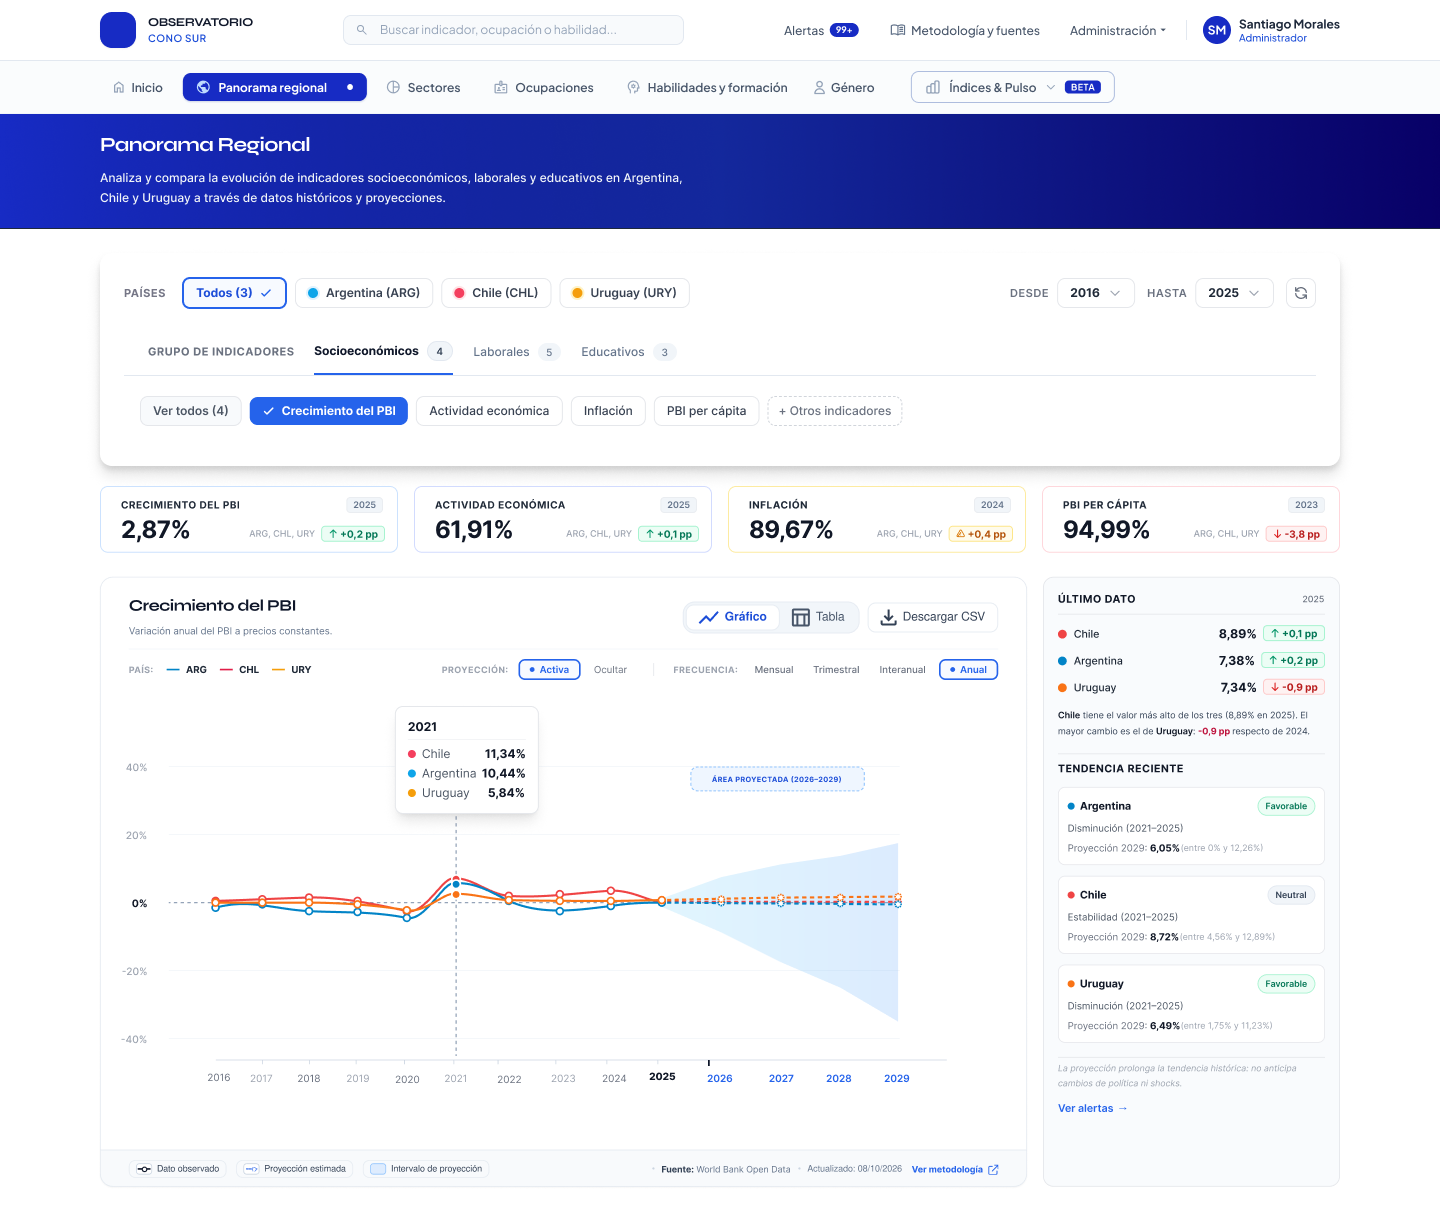 OBSERVATORIO
CONO SUR
Buscar indicador, ocupación o habilidad...
Alertas 99+
Metodología y fuentes
Administración
SM
Santiago Morales
Administrador
Inicio
Panorama regional
Sectores
Ocupaciones
Habilidades y formación
Género
Índices & Pulso BETA
Panorama Regional
Analiza y compara la evolución de indicadores socioeconómicos, laborales y educativos en Argentina,
Chile y Uruguay a través de datos históricos y proyecciones.
PAÍSES
Todos (3)
Argentina (ARG)
Chile (CHL)
Uruguay (URY)
DESDE 2016
HASTA 2025
GRUPO DE INDICADORES
Socioeconómicos 4
Laborales 5
Educativos 3
Ver todos (4)
Crecimiento del PBI
Actividad económica
Inflación
PBI per cápita
+ Otros indicadores
CRECIMIENTO DEL PBI 2025
2,87% ARG, CHL, URY ↑ +0,2 pp
ACTIVIDAD ECONÓMICA 2025
61,91% ARG, CHL, URY ↑ +0,1 pp
INFLACIÓN 2024
89,67% ARG, CHL, URY ⚠ +0,4 pp
PBI PER CÁPITA 2023
94,99% ARG, CHL, URY ↓ -3,8 pp
Crecimiento del PBI
Variación anual del PBI a precios constantes.
Gráfico
Tabla
Descargar CSV
PAÍS: ARG CHL URY
PROYECCIÓN: Activa Ocultar
FRECUENCIA: Mensual Trimestral Interanual Anual
2021
Chile 11,34%
Argentina 10,44%
Uruguay 5,84%
ÁREA PROYECTADA (2026–2029)
40%
20%
0%
-20%
-40%
2016 2017 2018 2019 2020 2021 2022 2023 2024 2025 2026 2027 2028 2029
Dato observado
Proyección estimada
Intervalo de proyección
· Fuente: World Bank Open Data · Actualizado: 08/10/2026 Ver metodología
ÚLTIMO DATO 2025
Chile 8,89% ↑ +0,1 pp
Argentina 7,38% ↑ +0,2 pp
Uruguay 7,34% ↓ -0,9 pp
Chile tiene el valor más alto de los tres (8,89% en 2025). El
mayor cambio es el de Uruguay: -0,9 pp respecto de 2024.
TENDENCIA RECIENTE
Argentina Favorable
Disminución (2021–2025)
Proyección 2029: 6,05% (entre 0% y 12,26%)
Chile Neutral
Estabilidad (2021–2025)
Proyección 2029: 8,72% (entre 4,56% y 12,89%)
Uruguay Favorable
Disminución (2021–2025)
Proyección 2029: 6,49% (entre 1,75% y 11,23%)
La proyección prolonga la tendencia histórica: no anticipa
cambios de política ni shocks.
Ver alertas →